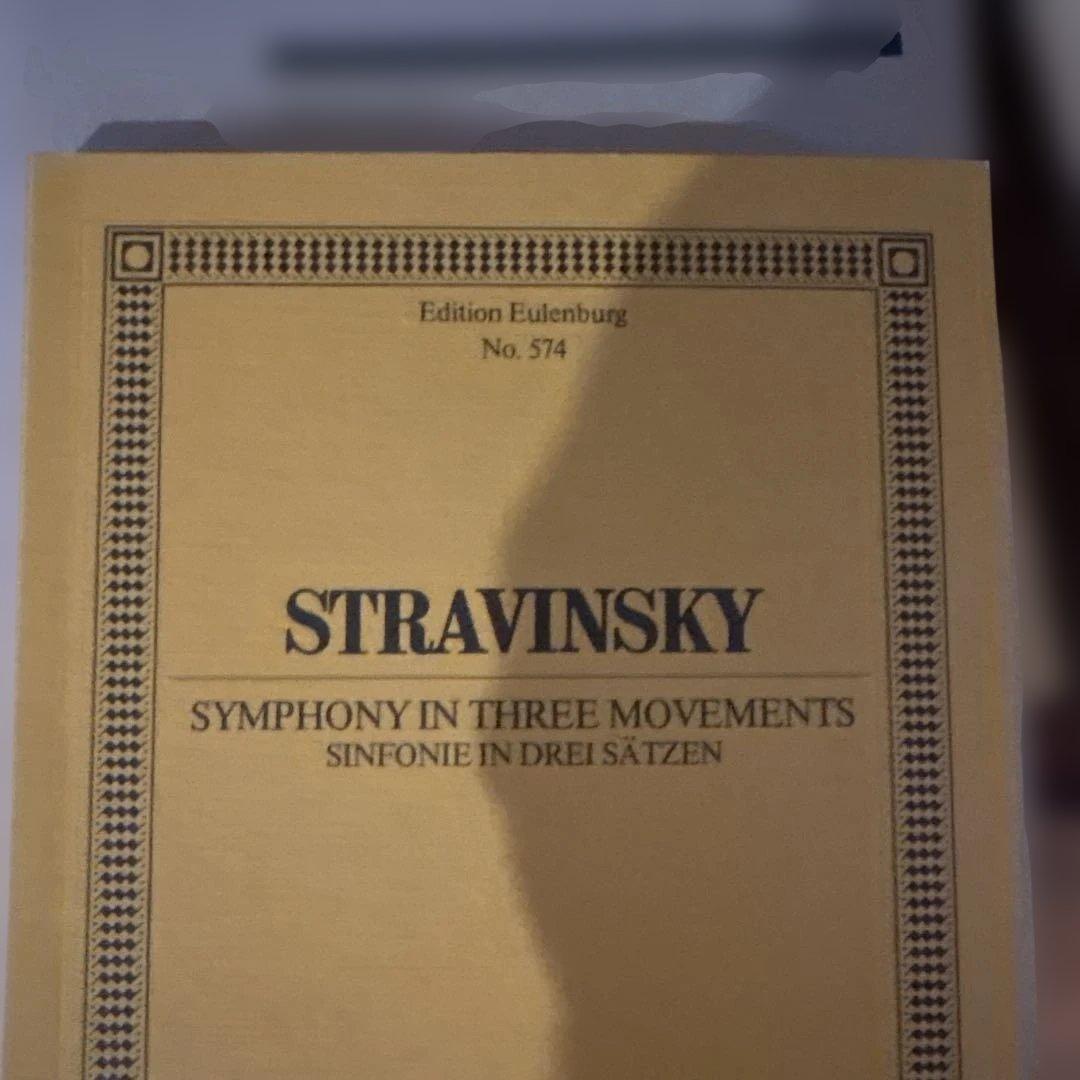 Edition Eulenburg
No. 574
STRAVINSKY
SYMPHONY IN THREE MOVEMENTS
SINFONIE IN DREI SÄTZEN